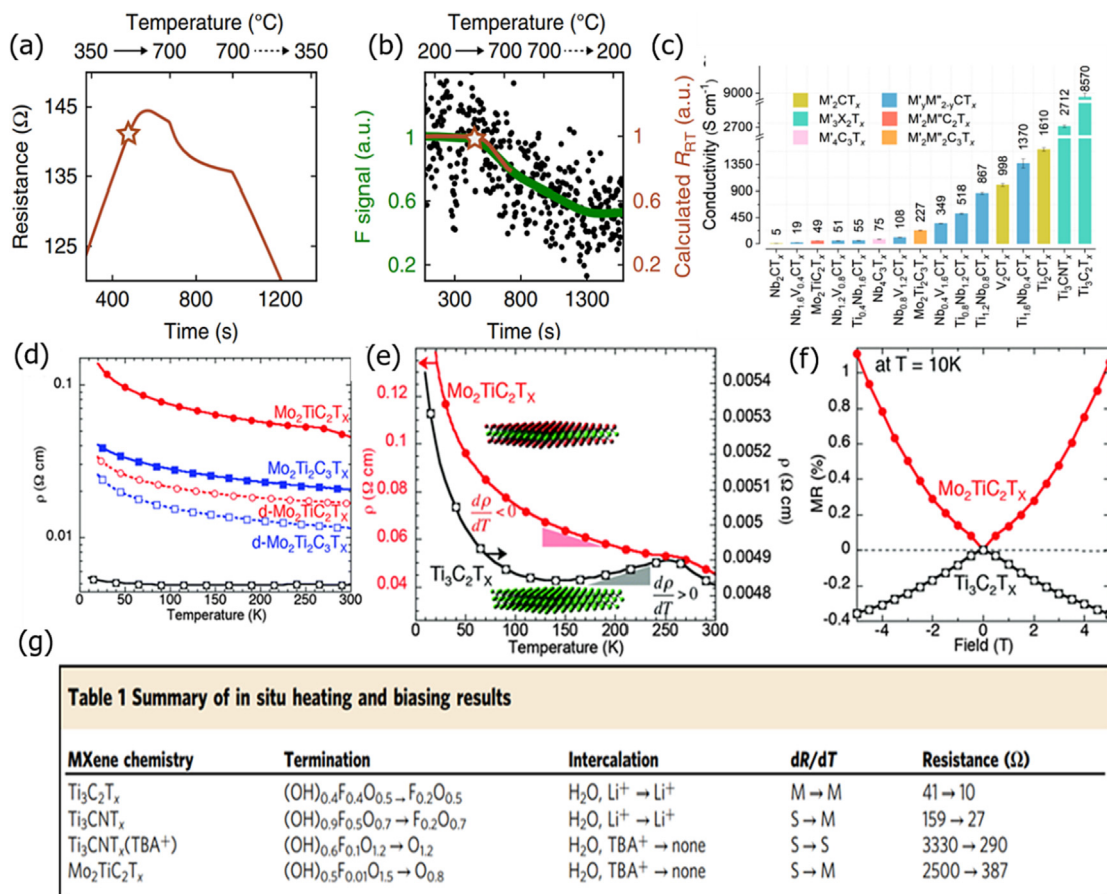 (a)
Temperature (°C)
350 → 700 700 ⇢ 350
Resistance (Ω)
145
135
125
400 800 1200
Time (s)
(b)
Temperature (°C)
200 → 700 700 ⇢ 200
F signal (a.u.)
1
0.6
0.2
1
0.6
0.2
Calculated R_RT (a.u.)
300 900 1500
Time (s)
(c)
Conductivity (S cm⁻¹)
9000
2700
1350
900
450
0
M'₂CTₓ
M'₃X₂Tₓ
M'₄C₃Tₓ
M'ᵧM"₂₋ᵧCTₓ
M'₂M"C₂Tₓ
M'₂M"₂C₃Tₓ
5 19 49 51 55 75 108 227 349 518 867 998 1370 1610 2712 8570
Nb₂CTₓ
Nb₁.₆V₀.₄CTₓ
Mo₂TiC₂Tₓ
Nb₁.₂V₀.₈CTₓ
Ti₀.₄Nb₁.₆CTₓ
Nb₄C₃Tₓ
Nb₀.₈V₁.₂CTₓ
Mo₂Ti₂C₃
Nb₀.₄V₁.₆CTₓ
Ti₀.₈Nb₁.₂CTₓ
Ti₁.₂Nb₀.₈CTₓ
V₂CTₓ
Ti₁.₆Nb₀.₄CTₓ
Ti₂CTₓ
Ti₃CNTₓ
Ti₃C₂Tₓ
(d)
ρ (Ω cm)
0.1
0.01
Mo₂TiC₂Tₓ
Mo₂Ti₂C₃Tₓ
d-Mo₂TiC₂Tₓ
d-Mo₂Ti₂C₃Tₓ
0 50 100 150 200 250 300
Temperature (K)
(e)
ρ (Ω cm)
0.12
0.1
0.08
0.06
0.04
Mo₂TiC₂Tₓ
dρ/dT < 0
Ti₃C₂Tₓ
dρ/dT > 0
0.0054
0.0053
0.0052
0.0051
0.005
0.0049
0.0048
ρ (Ω cm)
0 50 100 150 200 250 300
Temperature (K)
(f)
at T = 10K
MR (%)
1
0.8
0.6
0.4
0.2
0
-0.2
-0.4
Mo₂TiC₂Tₓ
Ti₃C₂Tₓ
-4 -2 0 2 4
Field (T)
(g)
Table 1 Summary of in situ heating and biasing results
MXene chemistry Termination Intercalation dR/dT Resistance (Ω)
Ti₃C₂Tₓ (OH)₀.₄F₀.₄O₀.₅ → F₀.₂O₀.₅ H₂O, Li⁺ → Li⁺ M → M 41 → 10
Ti₃CNTₓ (OH)₀.₉F₀.₅O₀.₇ → F₀.₂O₀.₇ H₂O, Li⁺ → Li⁺ S → M 159 → 27
Ti₃CNTₓ(TBA⁺) (OH)₀.₆F₀.₁O₁.₂ → O₁.₂ H₂O, TBA⁺ → none S → S 3330 → 290
Mo₂TiC₂Tₓ (OH)₀.₅F₀.₀₁O₁.₅ → O₀.₈ H₂O, TBA⁺ → none S → M 2500 → 387